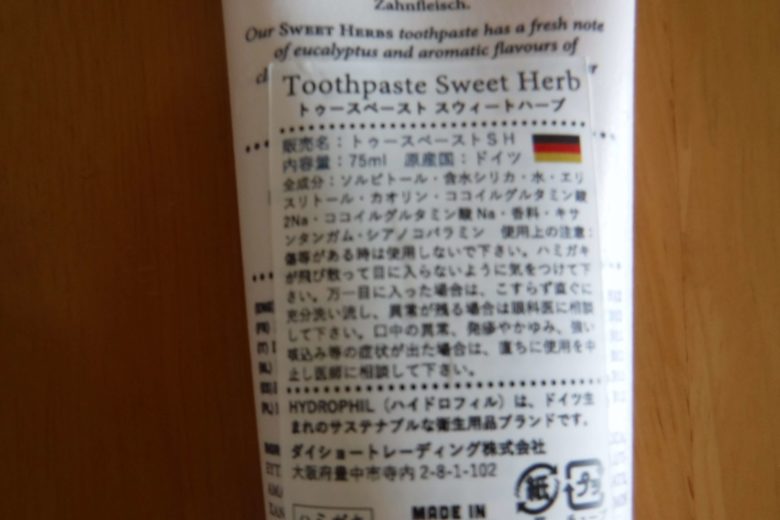 Zahnfleisch.
Our SWEET HERBS toothpaste has a fresh note
of eucalyptus and aromatic flavours of
Toothpaste Sweet Herb
トゥースペースト スウィートハーブ
販売名：トゥースペーストSH
内容量：75ml 原産国：ドイツ
全成分：ソルビトール・含水シリカ・水・エリ
スリトール・カオリン・ココイルグルタミン酸
2Na・ココイルグルタミン酸Na・香料・キサ
ンタンガム・シアノコバラミン 使用上の注意：
傷等がある時は使用しないで下さい。ハミガキ
が飛び散って目に入らないように気をつけて下
さい。万一目に入った場合は、こすらず直ぐに
充分洗い流し、異常が残る場合は眼科医に相談
して下さい。口中の異常、発疹やかゆみ、強い
咳込み等の症状が出た場合は、直ちに使用を中
止し医師に相談して下さい。
HYDROPHIL（ハイドロフィル）は、ドイツ生
まれのサステナブルな衛生用品ブランドです。
ダイショートレーディング株式会社
大阪府豊中市寺内2-8-1-102
紙 プラ
MADE IN
ハミガキ